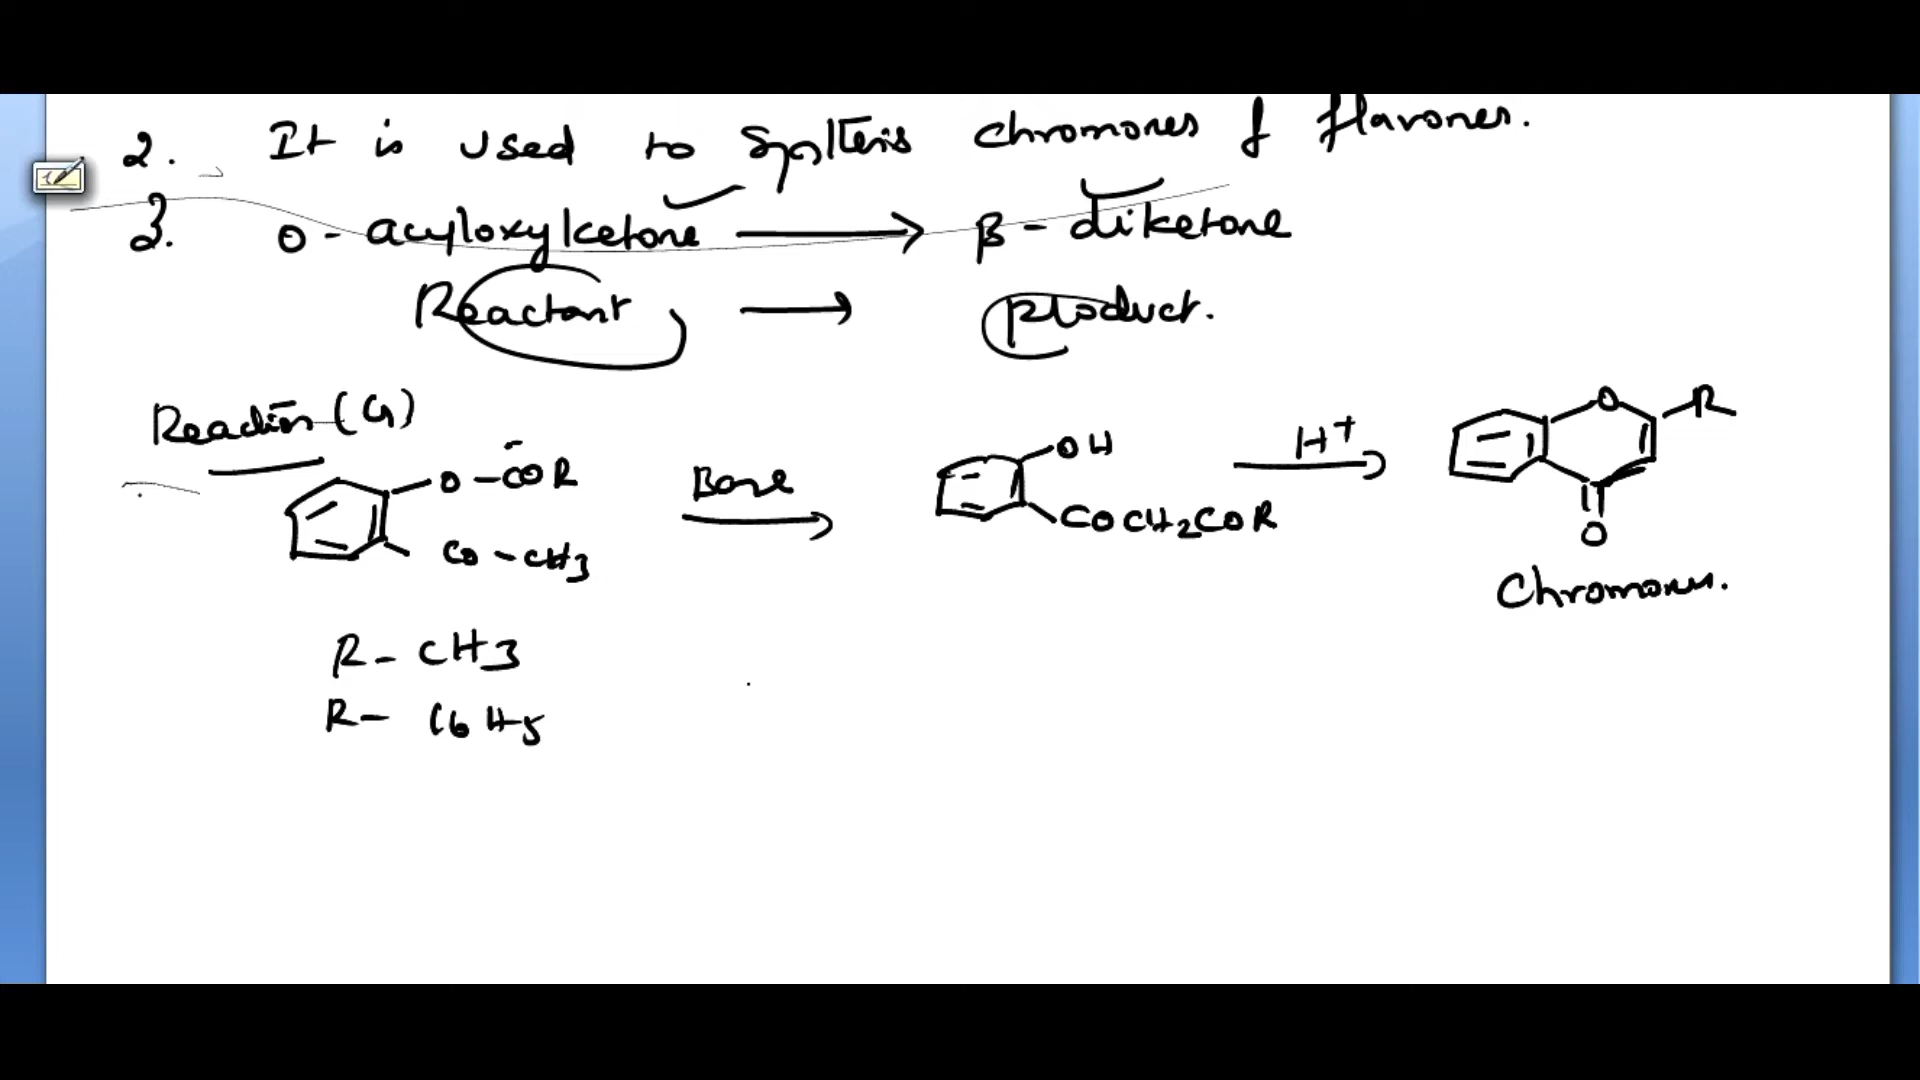 2. It is used to Synthesis chromones & flavones.
3. o-acyloxyketone → β-diketone
Reactant → product.
Reaction (G)
O-COR
CO-CH3
Base
OH
COCH2COR
H+
O
R
O
Chromones.
R- CH3
R- C6H5